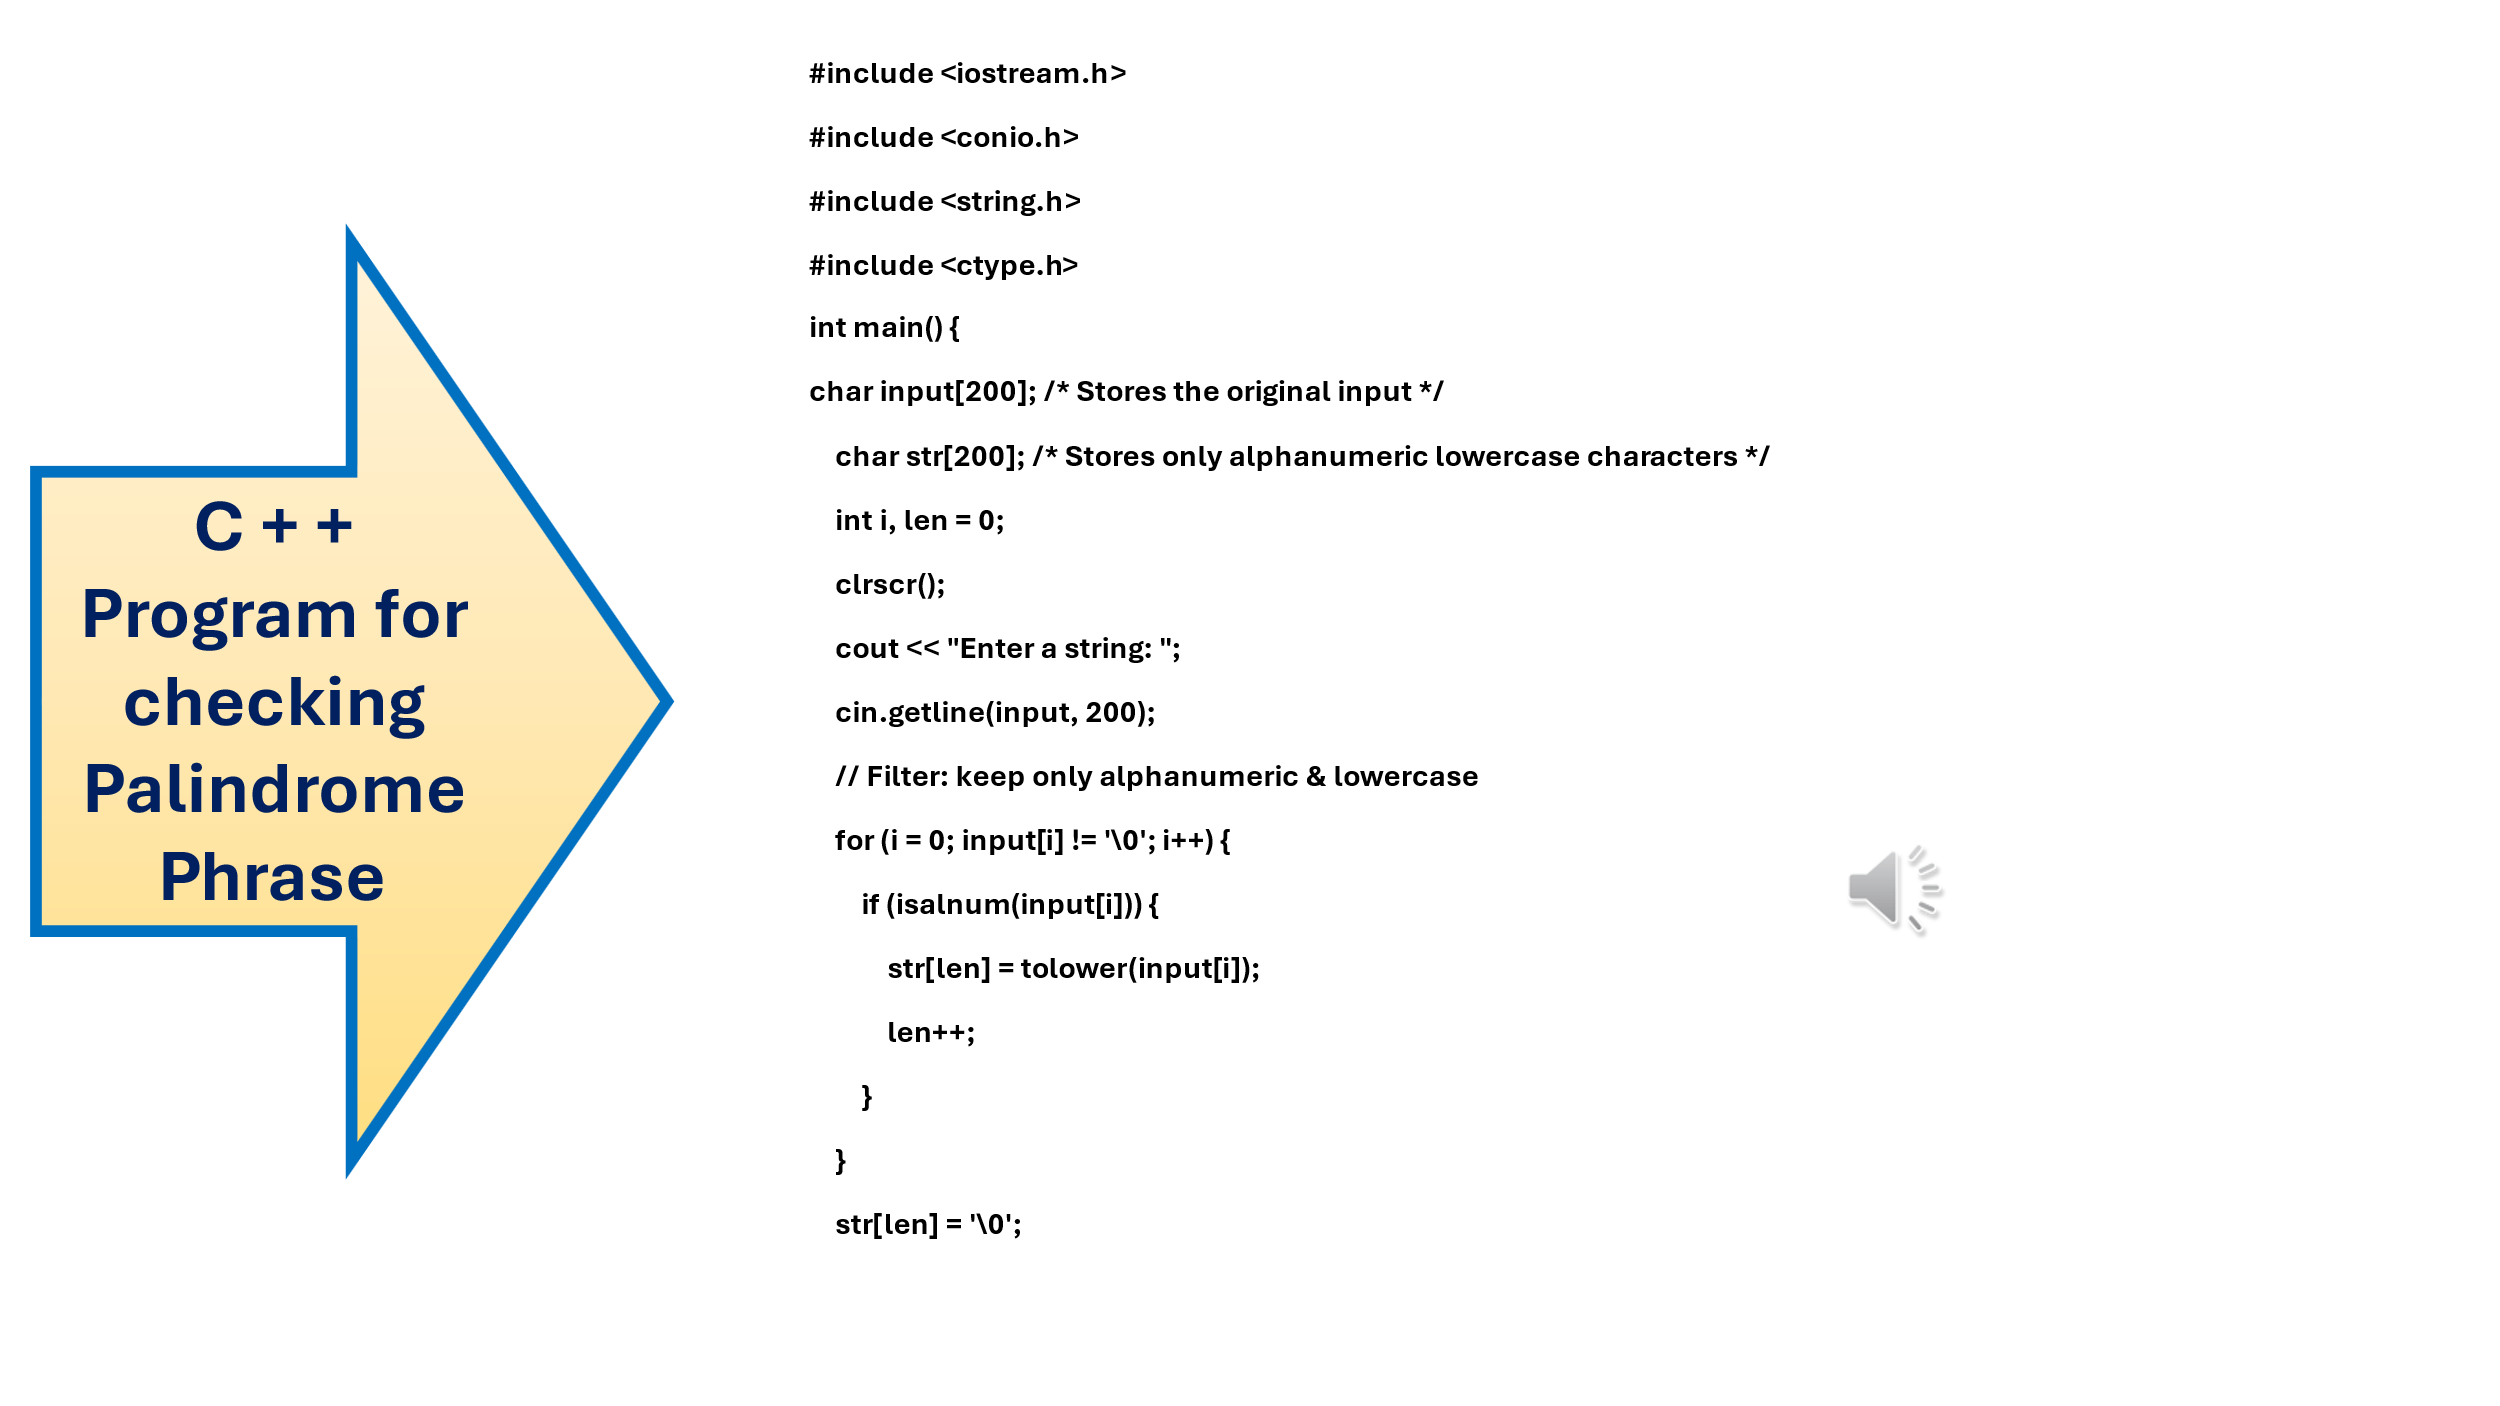 C + +
Program for
checking
Palindrome
Phrase
#include <iostream.h>
#include <conio.h>
#include <string.h>
#include <ctype.h>
int main() {
char input[200]; /* Stores the original input */
char str[200]; /* Stores only alphanumeric lowercase characters */
int i, len = 0;
clrscr();
cout << "Enter a string: ";
cin.getline(input, 200);
// Filter: keep only alphanumeric & lowercase
for (i = 0; input[i] != '\0'; i++) {
if (isalnum(input[i])) {
str[len] = tolower(input[i]);
len++;
}
}
str[len] = '\0';